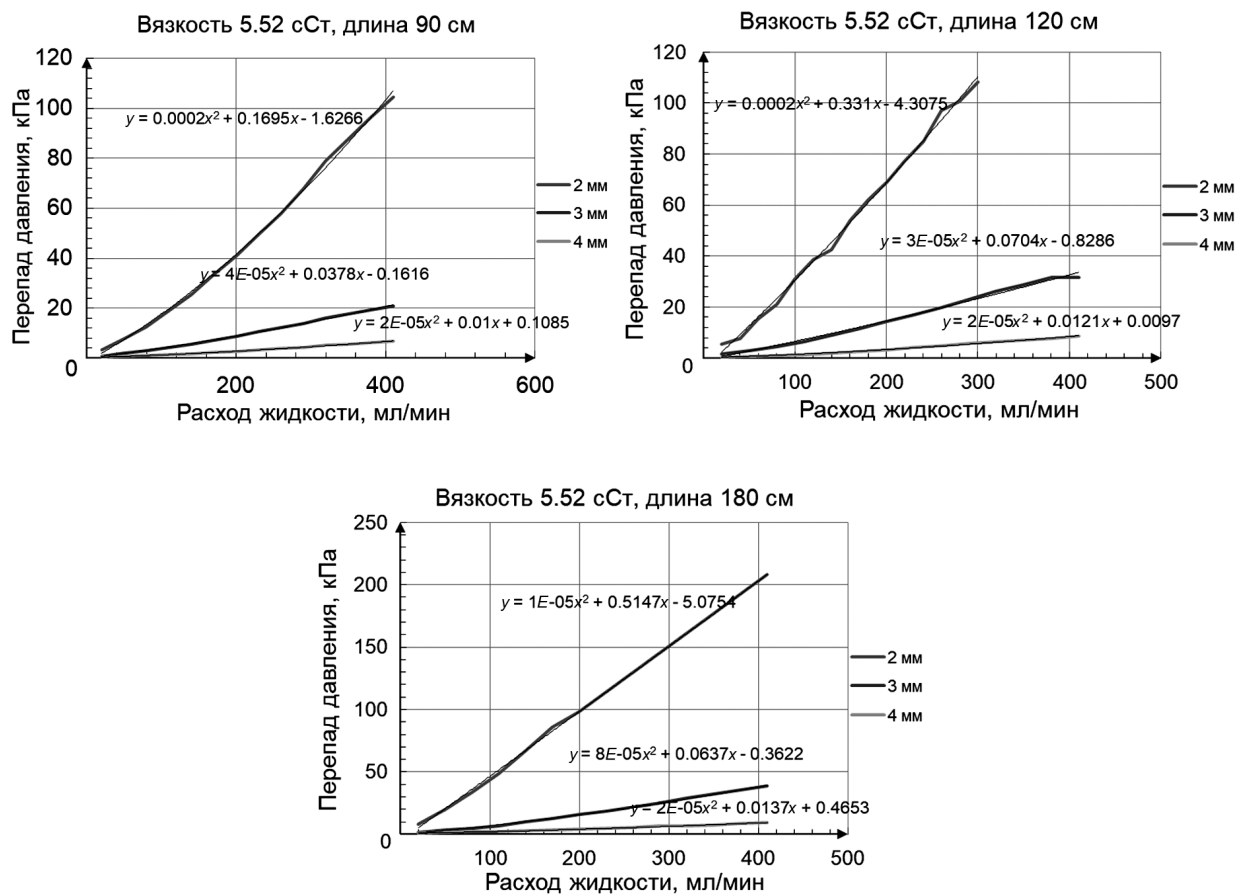 Вязкость 5.52 сСт, длина 90 см
Перепад давления, кПа
120
100
80
60
40
20
0
y = 0.0002x² + 0.1695x - 1.6266
y = 4E-05x² + 0.0378x - 0.1616
y = 2E-05x² + 0.01x + 0.1085
200
400
600
Расход жидкости, мл/мин
2 мм
3 мм
4 мм
Вязкость 5.52 сСт, длина 120 см
Перепад давления, кПа
120
100
80
60
40
20
0
y = 0.0002x² + 0.331x - 4.3075
y = 3E-05x² + 0.0704x - 0.8286
y = 2E-05x² + 0.0121x + 0.0097
100
200
300
400
500
Расход жидкости, мл/мин
2 мм
3 мм
4 мм
Вязкость 5.52 сСт, длина 180 см
Перепад давления, кПа
250
200
150
100
50
0
y = 1E-05x² + 0.5147x - 5.0754
y = 8E-05x² + 0.0637x - 0.3622
y = 2E-05x² + 0.0137x + 0.4653
100
200
300
400
500
Расход жидкости, мл/мин
2 мм
3 мм
4 мм